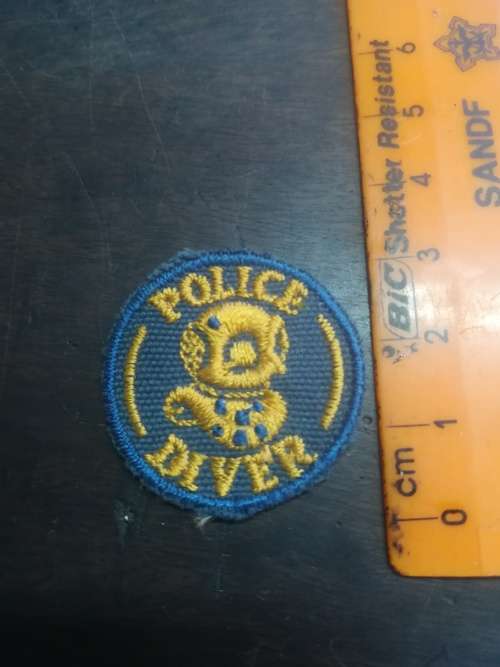 POLICE
DIVER
cm 0 1 2 3 4 5 6
BiC Shatter Resistant
SANDF